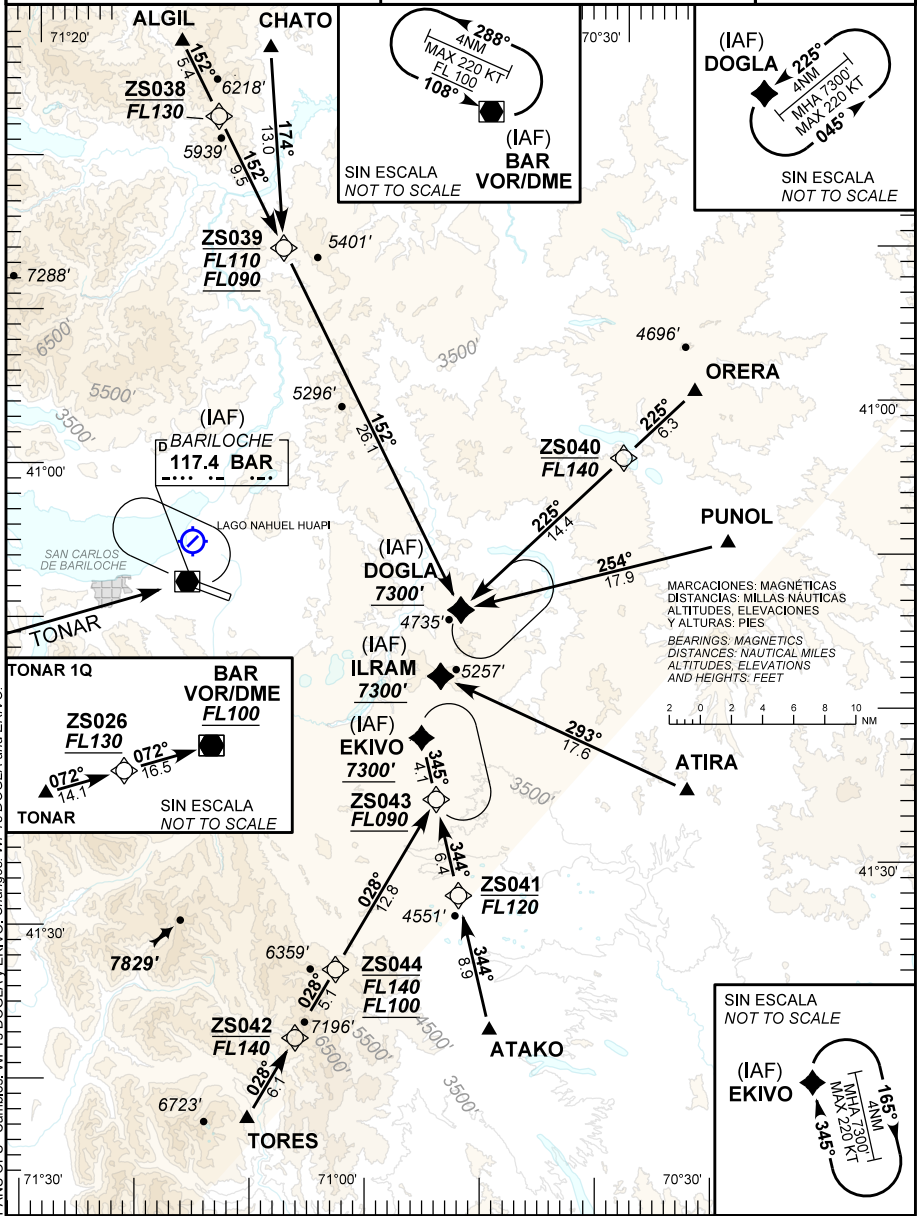 ALGIL
CHATO
71°20'
70°30'
152°
5.4
6218'
ZS038
FL130
5939'
152°
9.5
174°
13.0
288°
4NM
MAX 220 KT
FL 100
108°
(IAF)
BAR
VOR/DME
SIN ESCALA
NOT TO SCALE
(IAF)
DOGLA
225°
4NM
MHA 7300'
MAX 220 KT
045°
SIN ESCALA
NOT TO SCALE
ZS039
FL110
FL090
5401'
7288'
6500'
5500'
3500'
3500'
4696'
ORERA
5296'
152°
26.1
225°
6.3
41°00'
(IAF)
BARILOCHE
D
117.4 BAR
41°00'
ZS040
FL140
225°
14.4
PUNOL
LAGO NAHUEL HUAPI
SAN CARLOS
DE BARILOCHE
TONAR
(IAF)
DOGLA
7300'
254°
17.9
4735'
MARCACIONES: MAGNÉTICAS
DISTANCIAS: MILLAS NÁUTICAS
ALTITUDES, ELEVACIONES
Y ALTURAS: PIES
BEARINGS: MAGNETICS
DISTANCES: NAUTICAL MILES
ALTITUDES, ELEVATIONS
AND HEIGHTS: FEET
2 0 2 4 6 8 10
NM
(IAF)
ILRAM
7300'
5257'
293°
17.6
ATIRA
TONAR 1Q
BAR
VOR/DME
FL100
ZS026
FL130
072°
14.1
072°
16.5
TONAR
SIN ESCALA
NOT TO SCALE
(IAF)
EKIVO
7300'
345°
4.1
ZS043
FL090
3500'
344°
6.4
028°
12.8
ZS041
FL120
4551'
41°30'
41°30'
7829'
6359'
028°
5.1
ZS044
FL140
FL100
344°
8.9
ZS042
FL140
7196'
6500'
5500'
4500'
3500'
ATAKO
028°
6.1
6723'
TORES
SIN ESCALA
NOT TO SCALE
(IAF)
EKIVO
165°
4NM
MHA 7300'
MAX 220 KT
345°
71°30'
71°00'
70°30'